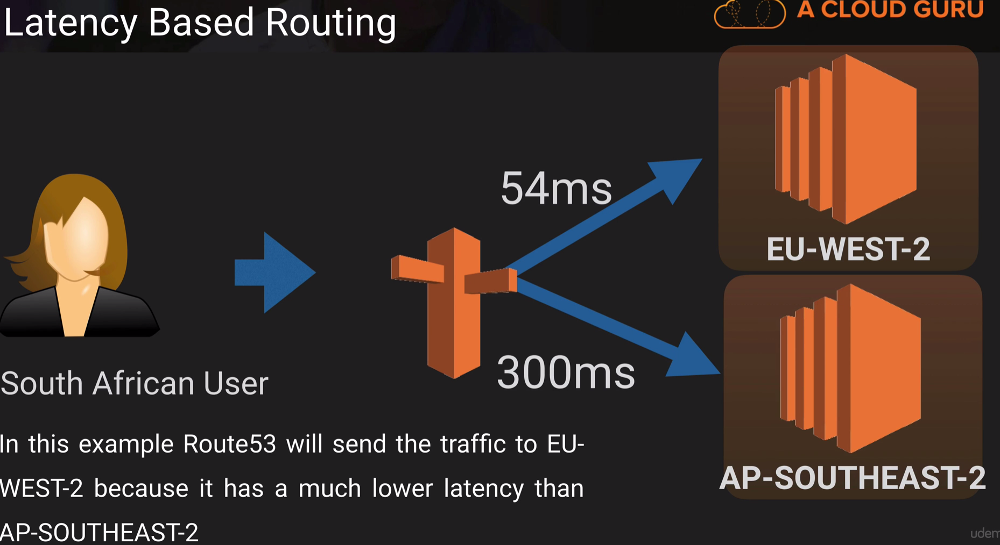 Latency Based Routing
A CLOUD GURU
54ms
EU-WEST-2
300ms
South African User
AP-SOUTHEAST-2
In this example Route53 will send the traffic to EU-
WEST-2 because it has a much lower latency than
AP-SOUTHEAST-2
udem